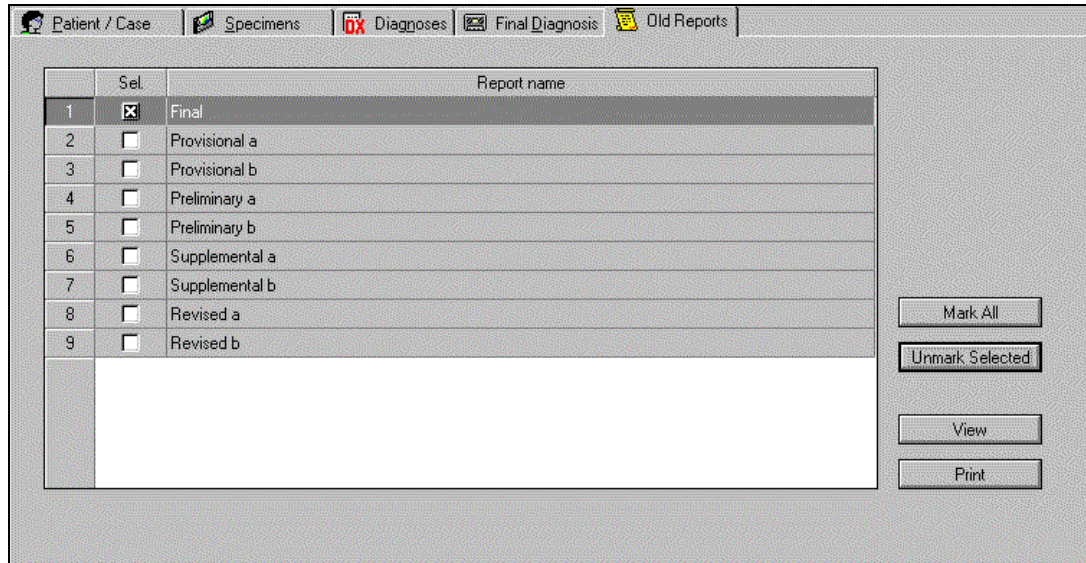 Patient / Case Specimens DX Diagnoses Final Diagnosis Old Reports
Sel. Report name
1 Final
2 Provisional a
3 Provisional b
4 Preliminary a
5 Preliminary b
6 Supplemental a
7 Supplemental b
8 Revised a
9 Revised b
Mark All
Unmark Selected
View
Print